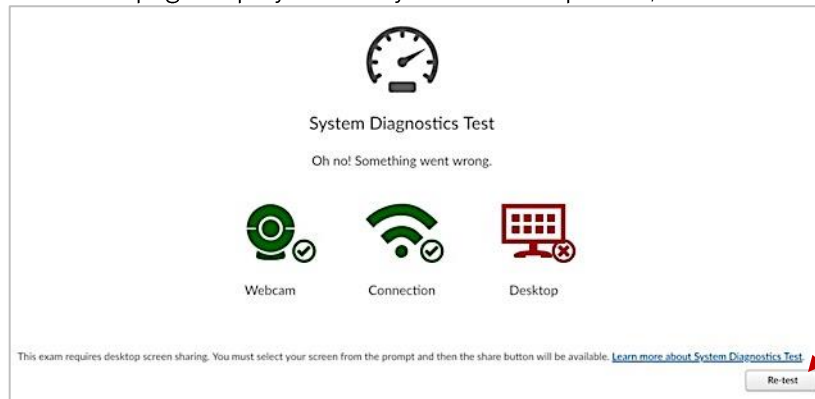 System Diagnostics Test
Oh no! Something went wrong.
Webcam Connection Desktop
This exam requires desktop screen sharing. You must select your screen from the prompt and then the share button will be available. Learn more about System Diagnostics Test.
Re-test